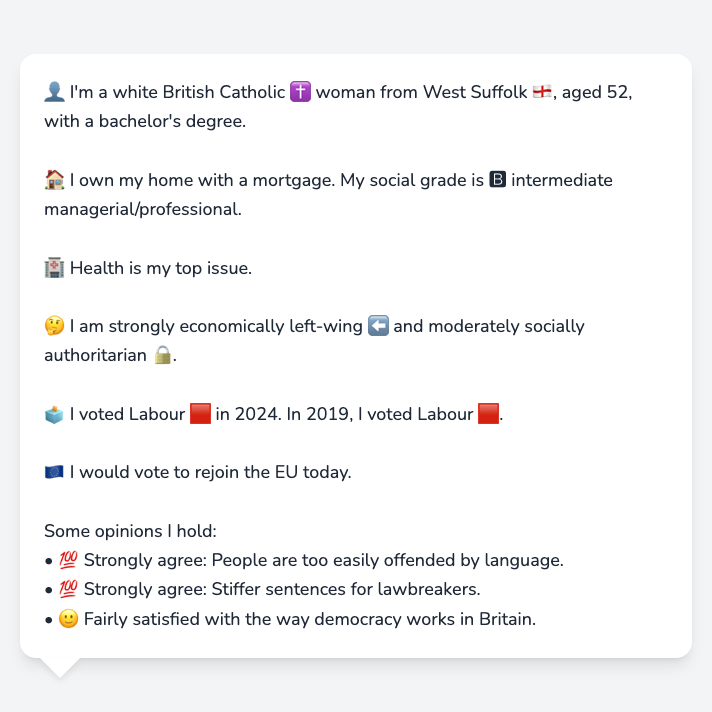 👤 I'm a white British Catholic ✝️ woman from West Suffolk 🏴󠁧󠁢󠁥󠁮󠁧󠁿, aged 52,
with a bachelor's degree.
🏠 I own my home with a mortgage. My social grade is 🅱 intermediate
managerial/professional.
🏥 Health is my top issue.
🤔 I am strongly economically left-wing ⬅️ and moderately socially
authoritarian 🔒.
🗳️ I voted Labour 🟥 in 2024. In 2019, I voted Labour 🟥.
🇪🇺 I would vote to rejoin the EU today.
Some opinions I hold:
• 💯 Strongly agree: People are too easily offended by language.
• 💯 Strongly agree: Stiffer sentences for lawbreakers.
• 🙂 Fairly satisfied with the way democracy works in Britain.